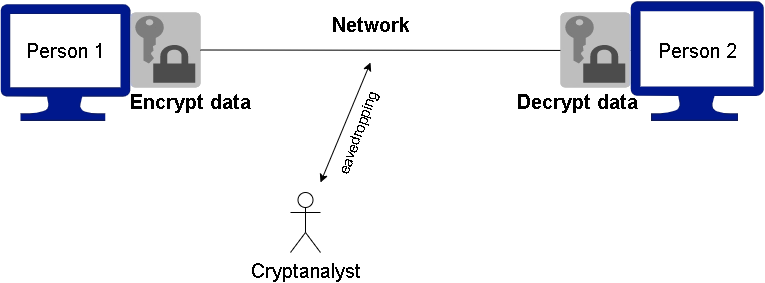 Network
Person 1
Person 2
Encrypt data
Decrypt data
eavedropping
Cryptanalyst